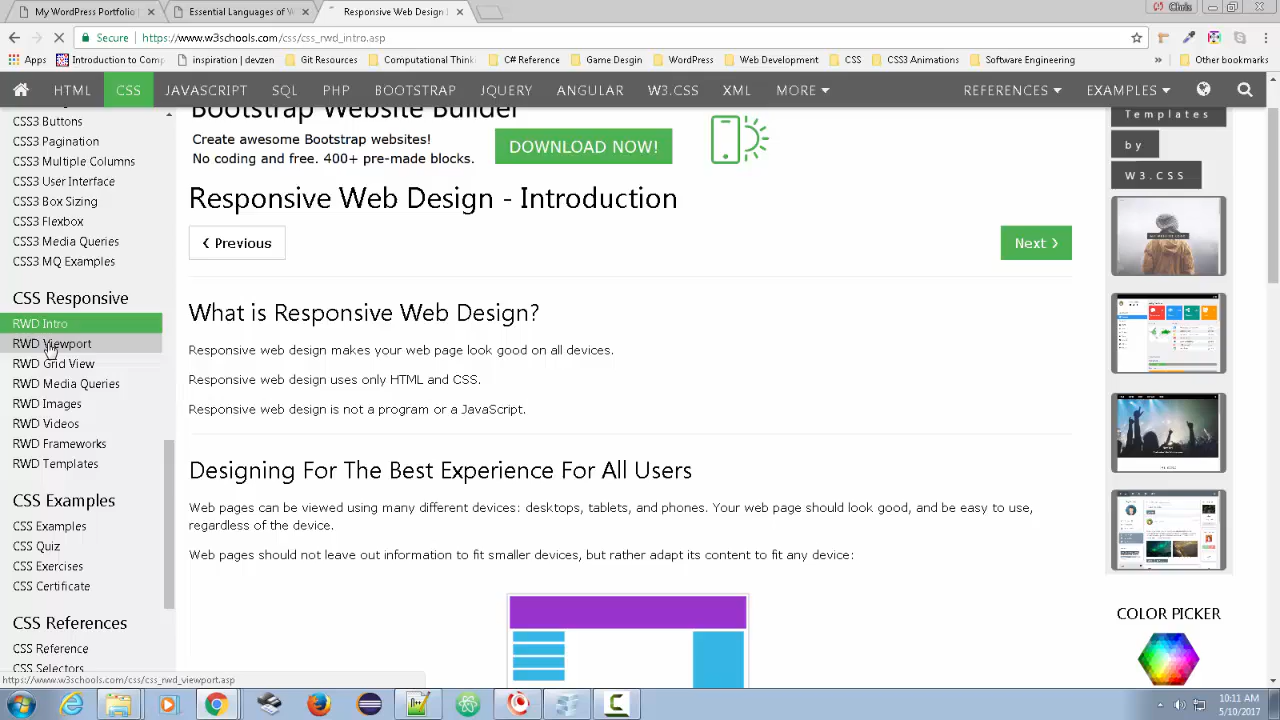 My WordPress Portfolio
Essential Languages of W
Responsive Web Design I
Chris
Secure
https://www.w3schools.com/css/css_rwd_intro.asp
Apps
Introduction to Comp
inspiration | devzen
Git Resources
Computational Think
C# Reference
Game Desgin
WordPress
Web Development
CSS
CSS3 Animations
Software Engineering
»
Other bookmarks
HTML
CSS
JAVASCRIPT
SQL
PHP
BOOTSTRAP
JQUERY
ANGULAR
W3.CSS
XML
MORE
REFERENCES
EXAMPLES
CSS3 Buttons
CSS3 Pagination
CSS3 Multiple Columns
CSS3 User Interface
CSS3 Box Sizing
CSS3 Flexbox
CSS3 Media Queries
CSS3 MQ Examples
CSS Responsive
RWD Intro
RWD Viewport
RWD Grid View
RWD Media Queries
RWD Images
RWD Videos
RWD Frameworks
RWD Templates
CSS Examples
CSS Examples
CSS Quiz
CSS Exercises
CSS Certificate
CSS References
CSS Reference
CSS Selectors
Bootstrap Website Builder
Create awesome Bootstrap websites!
No coding and free. 400+ pre-made blocks.
DOWNLOAD NOW!
Responsive Web Design - Introduction
❮ Previous
Next ❯
What is Responsive Web Design?
Responsive web design makes your web page look good on all devices.
Responsive web design uses only HTML and CSS.
Responsive web design is not a program or a JavaScript.
Designing For The Best Experience For All Users
Web pages can be viewed using many different devices: desktops, tablets, and phones. Your web page should look good, and be easy to use,
regardless of the device.
Web pages should not leave out information to fit smaller devices, but rather adapt its content to fit any device:
Templates
by
W3.CSS
COLOR PICKER
https://www.w3schools.com/css/css_rwd_viewport.asp
10:11 AM
5/10/2017